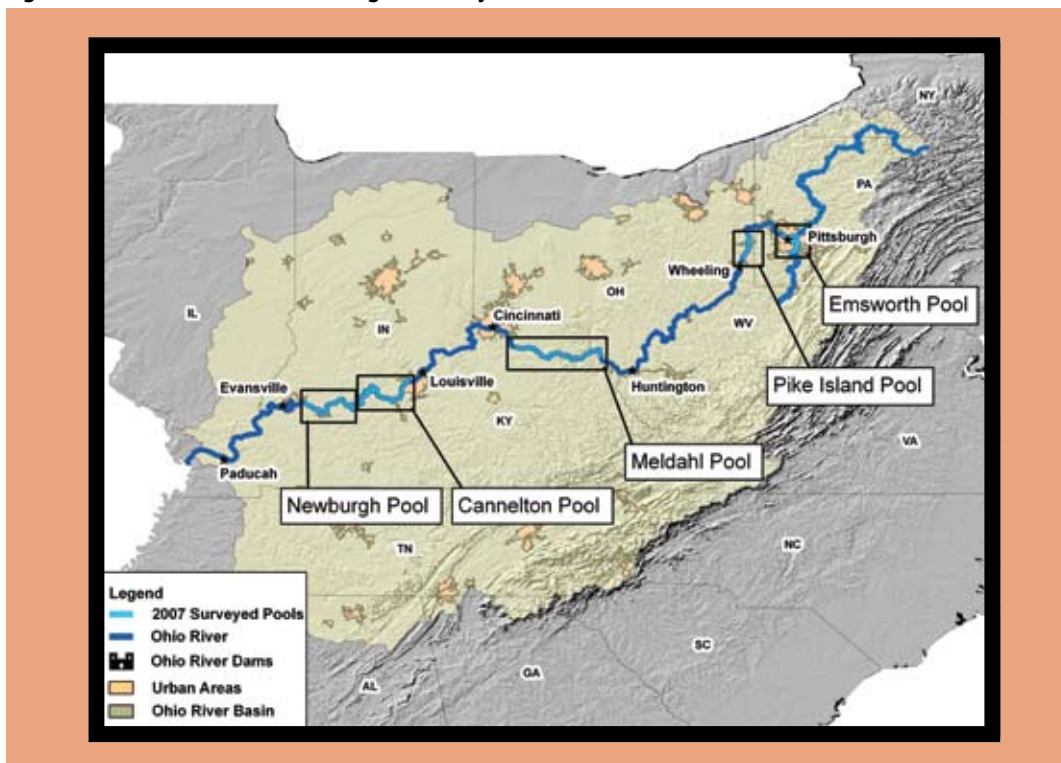 NY
PA
Pittsburgh
Wheeling
OH
Emsworth Pool
WV
IN
Cincinnati
IL
Pike Island Pool
Evansville
Louisville
Huntington
KY
VA
Meldahl Pool
Paducah
Newburgh Pool
Cannelton Pool
TN
NC
Legend
2007 Surveyed Pools
Ohio River
Ohio River Dams
Urban Areas
Ohio River Basin
SC
GA
AL